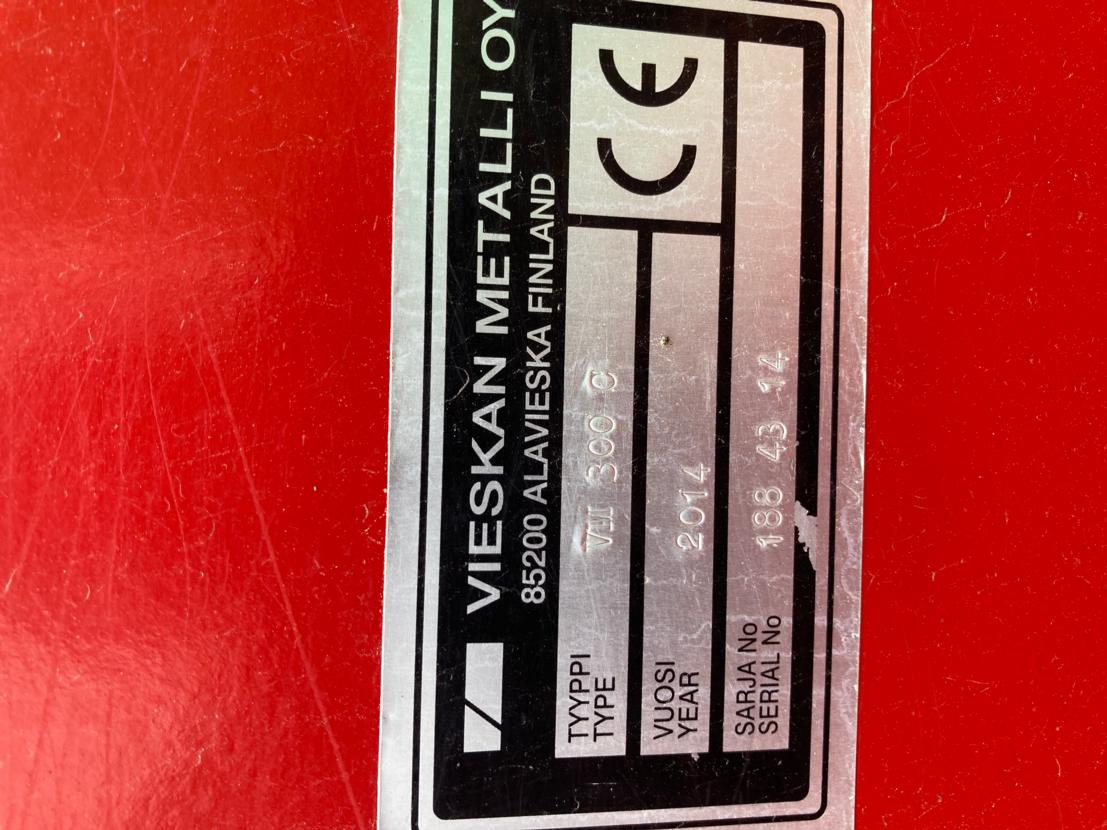 VIESKAN METALLI OY
85200 ALAVIESKA FINLAND
TYYPPI
TYPE
300 C
CE
VUOSI
YEAR
2014
SARJA No
SERIAL No
188 43 14